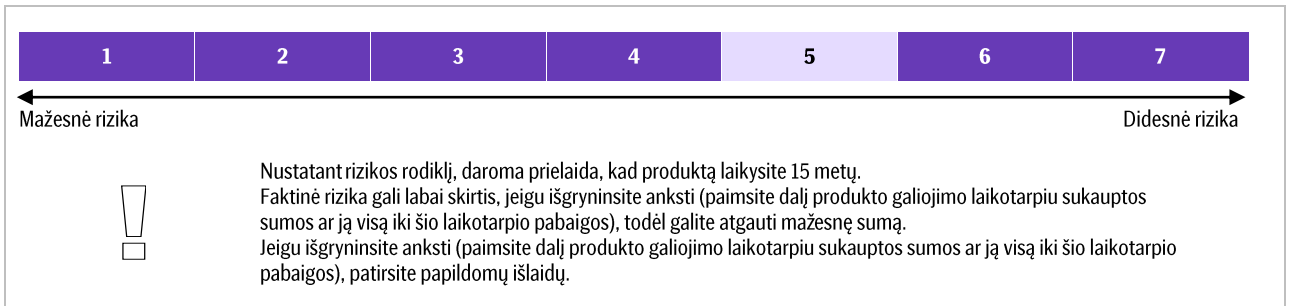 1 2 3 4 5 6 7
Mažesnė rizika Didesnė rizika
Nustatant rizikos rodiklį, daroma prielaida, kad produktą laikysite 15 metų.
Faktinė rizika gali labai skirtis, jeigu išgryninsite anksti (paimsite dalį produkto galiojimo laikotarpiu sukauptos
sumos ar ją visą iki šio laikotarpio pabaigos), todėl galite atgauti mažesnę sumą.
Jeigu išgryninsite anksti (paimsite dalį produkto galiojimo laikotarpiu sukauptos sumos ar ją visą iki šio laikotarpio
pabaigos), patirsite papildomų išlaidų.